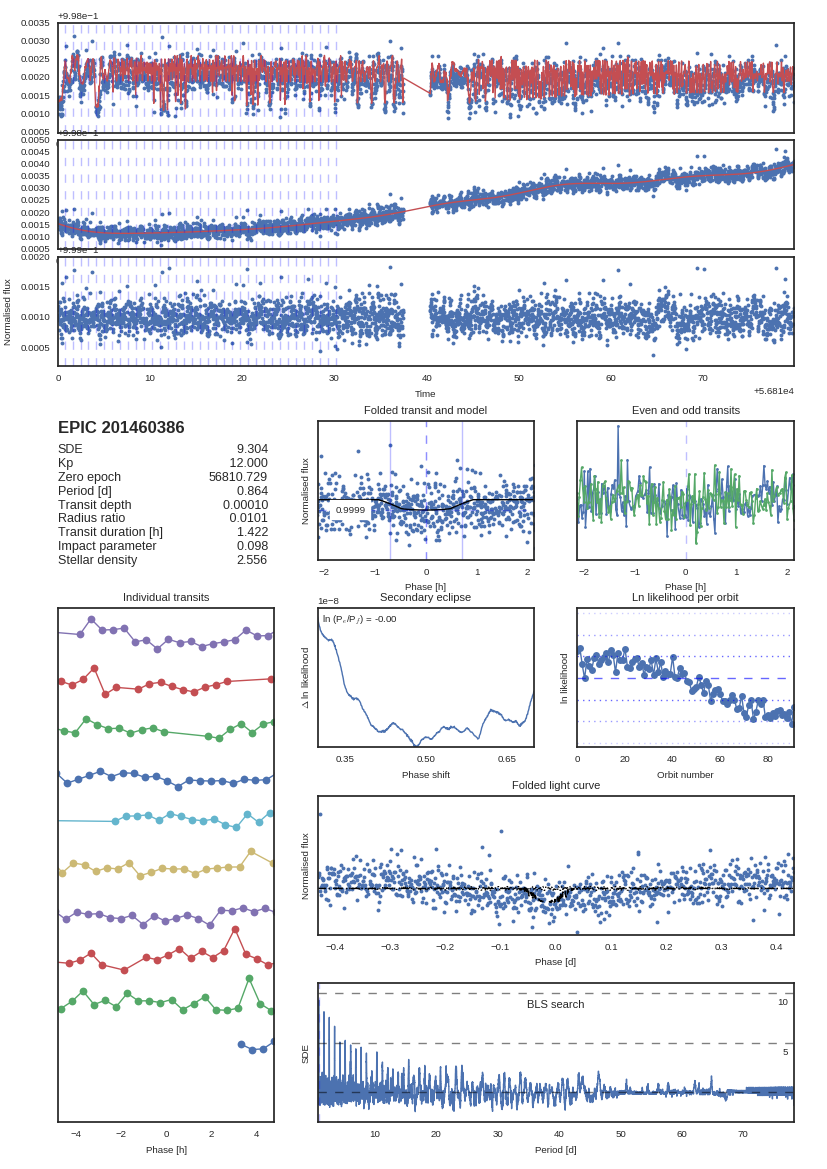 +9.98e−1
0.0035
0.0030
0.0025
0.0020
0.0015
0.0010
0.0005
+9.98e−1
0.0050
0.0045
0.0040
0.0035
0.0030
0.0025
0.0020
0.0015
0.0010
0.0005
+9.99e−1
0.0020
0.0015
0.0010
0.0005
Normalised flux
0 10 20 30 40 50 60 70
Time
+5.681e4
EPIC 201460386
SDE 9.304
Kp 12.000
Zero epoch 56810.729
Period [d] 0.864
Transit depth 0.00010
Radius ratio 0.0101
Transit duration [h] 1.422
Impact parameter 0.098
Stellar density 2.556
Folded transit and model
Normalised flux
0.9999
−2 −1 0 1 2
Phase [h]
Even and odd transits
−2 −1 0 1 2
Phase [h]
Individual transits
−4 −2 0 2 4
Phase [h]
Secondary eclipse
1e−8
ln (Pₑ/P𝑓) = -0.00
Δ ln likelihood
0.35 0.50 0.65
Phase shift
Ln likelihood per orbit
ln likelihood
0 20 40 60 80
Orbit number
Folded light curve
Normalised flux
−0.4 −0.3 −0.2 −0.1 0.0 0.1 0.2 0.3 0.4
Phase [d]
BLS search
SDE
10
5
10 20 30 40 50 60 70
Period [d]